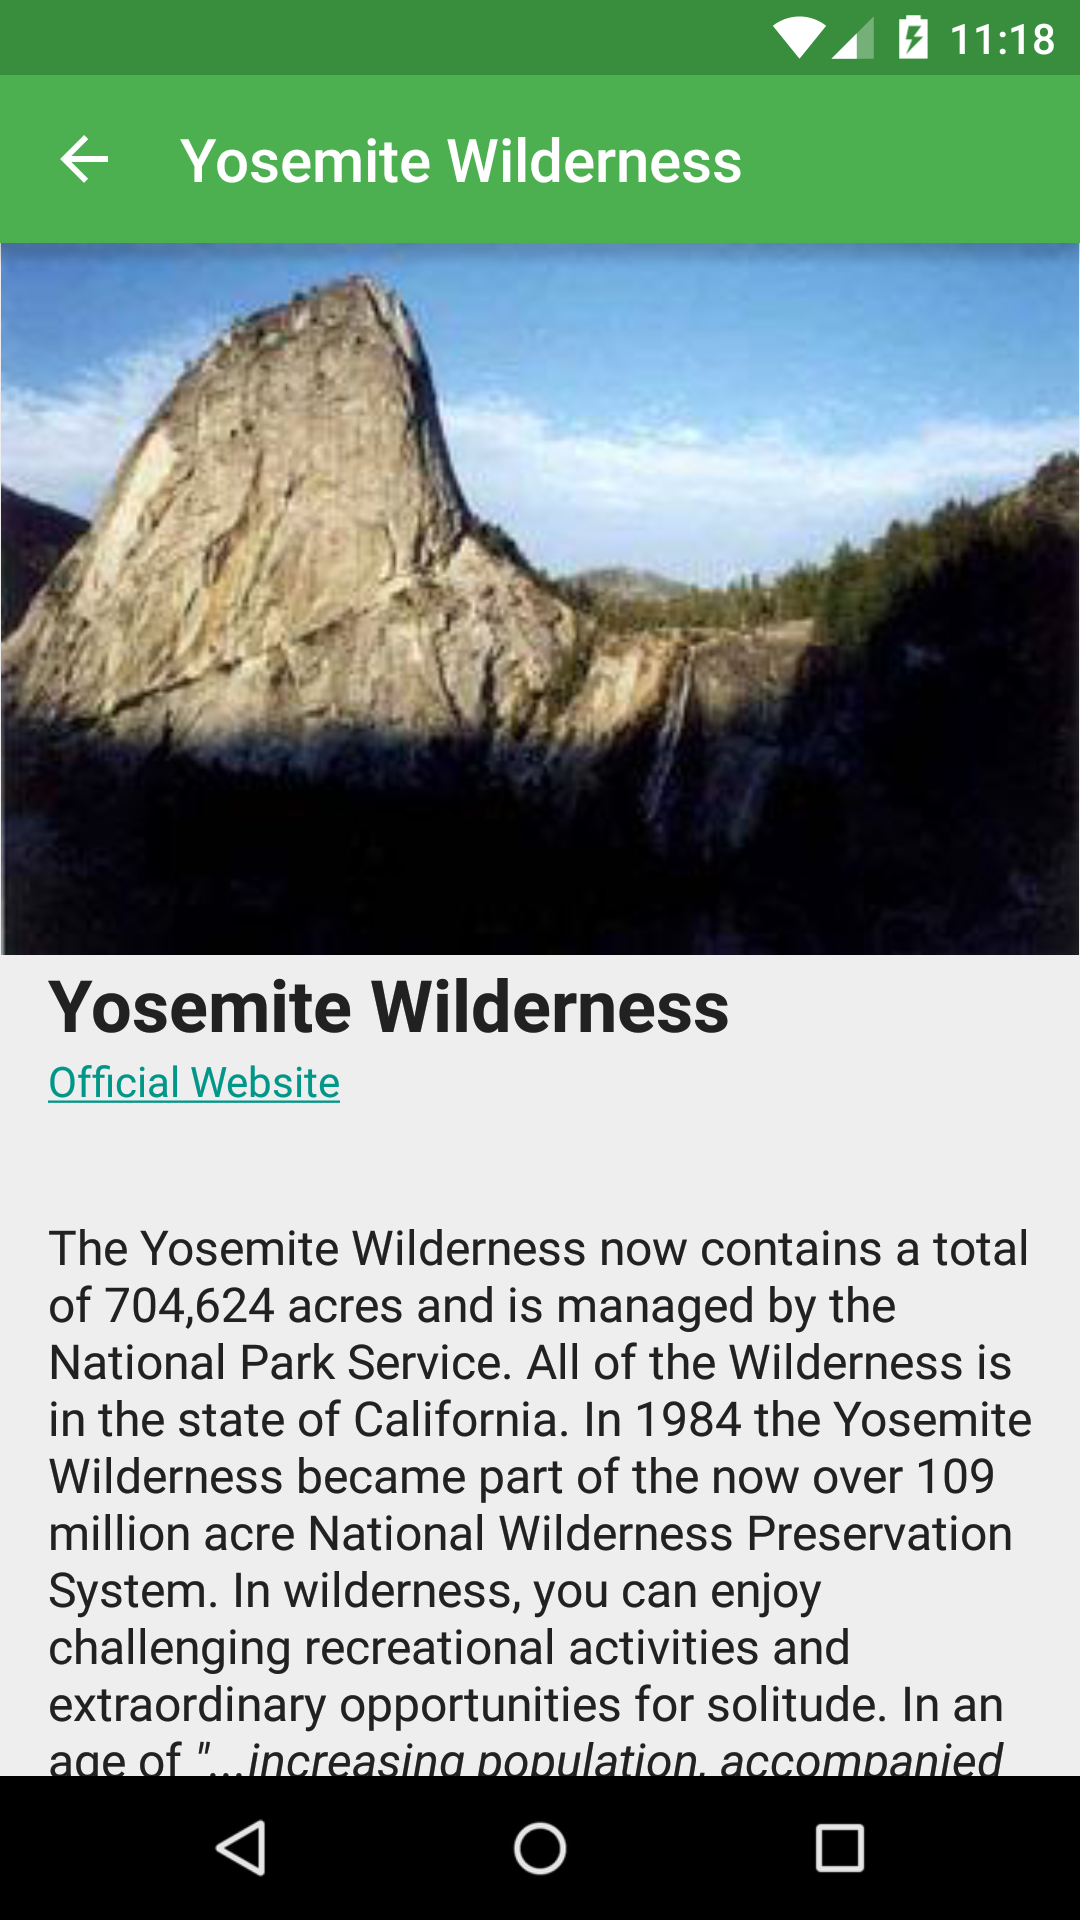 11:18
Yosemite Wilderness
Yosemite Wilderness
Official Website
The Yosemite Wilderness now contains a total
of 704,624 acres and is managed by the
National Park Service. All of the Wilderness is
in the state of California. In 1984 the Yosemite
Wilderness became part of the now over 109
million acre National Wilderness Preservation
System. In wilderness, you can enjoy
challenging recreational activities and
extraordinary opportunities for solitude. In an
age of "...increasing population, accompanied